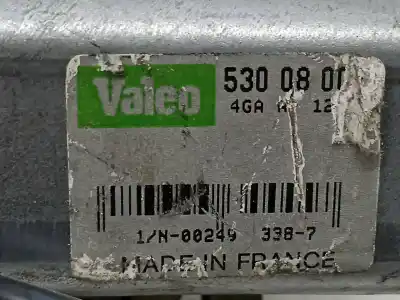 Valeo 530 08 00
4GA 12
1/N-00249 338-7
MADE IN FRANCE